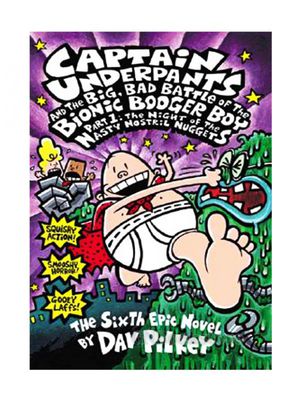 CAPTAIN
UNDERPANTS
AND THE BIG, BAD BATTLE OF THE
BIONIC BOOGER BOY
PART 1: THE NIGHT OF THE
NASTY NOSTRIL NUGGETS
SQUISHY
ACTION!
SMOOSHY
HORROR!
GOOEY
LAFFS!
THE SIXTH EPIC NOVEL
BY DAV PILKEY